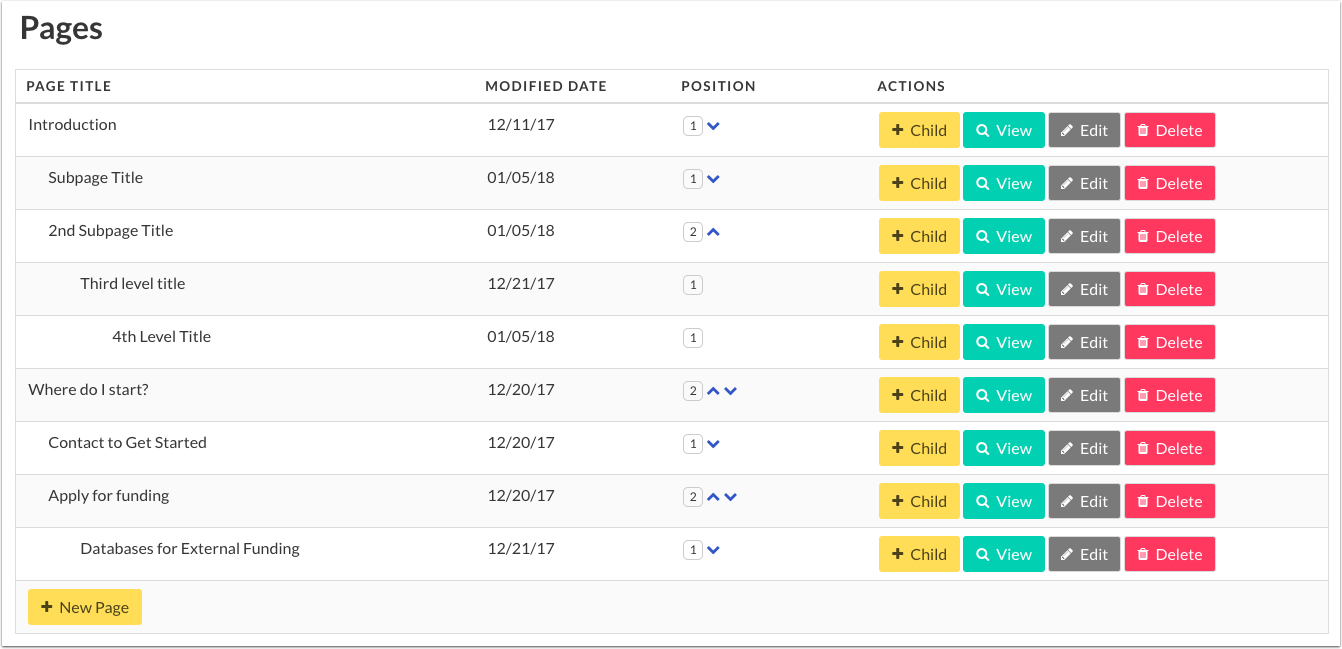 Pages
PAGE TITLE MODIFIED DATE POSITION ACTIONS
Introduction 12/11/17 1 Child View Edit Delete
Subpage Title 01/05/18 1 Child View Edit Delete
2nd Subpage Title 01/05/18 2 Child View Edit Delete
Third level title 12/21/17 1 Child View Edit Delete
4th Level Title 01/05/18 1 Child View Edit Delete
Where do I start? 12/20/17 2 Child View Edit Delete
Contact to Get Started 12/20/17 1 Child View Edit Delete
Apply for funding 12/20/17 2 Child View Edit Delete
Databases for External Funding 12/21/17 1 Child View Edit Delete
New Page